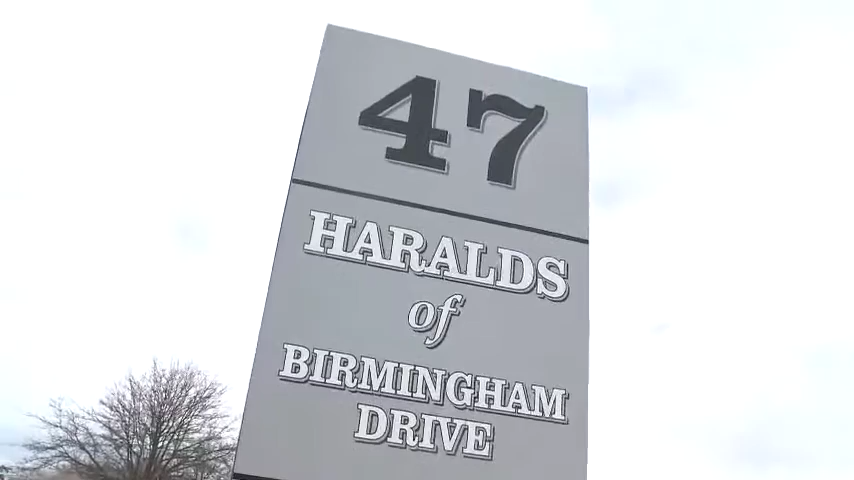 47
HARALDS
of
BIRMINGHAM
DRIVE